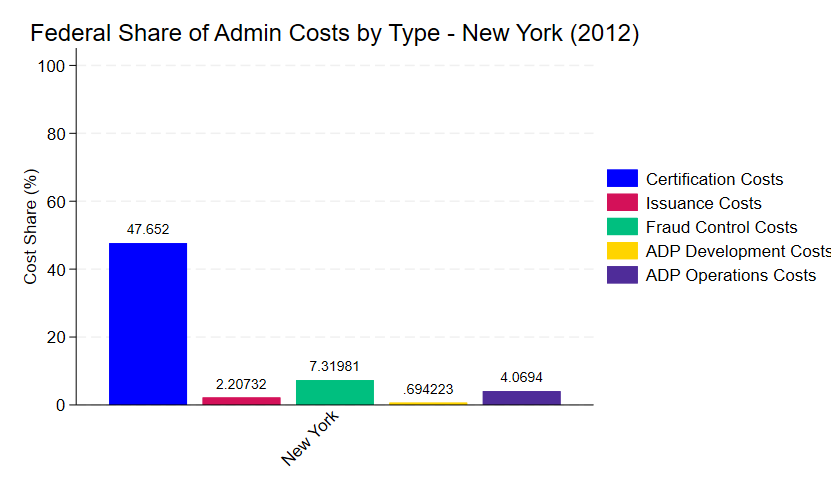 Federal Share of Admin Costs by Type - New York (2012)
Cost Share (%)
100
80
60
40
20
0
47.652
2.20732
7.31981
.694223
4.0694
New York
Certification Costs
Issuance Costs
Fraud Control Costs
ADP Development Costs
ADP Operations Costs